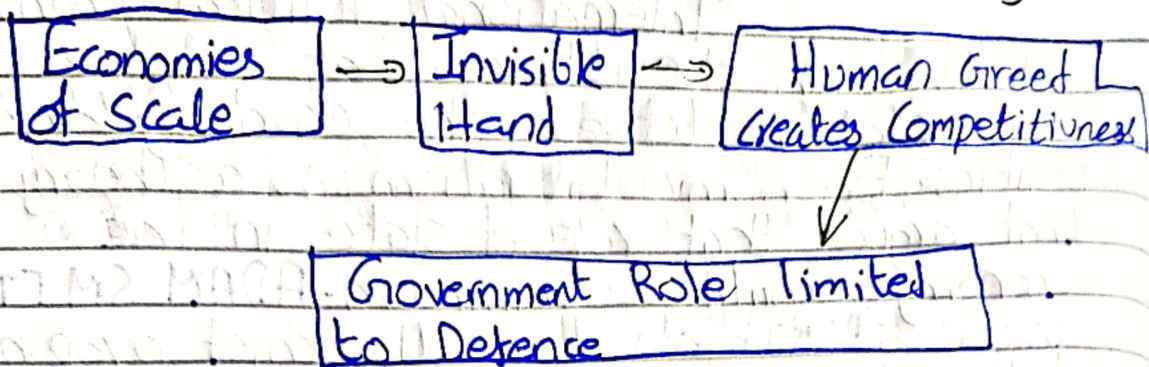 Economies
of Scale
Invisible
Hand
Human Greed
Creates Competitiveness
Government Role limited
to Defence